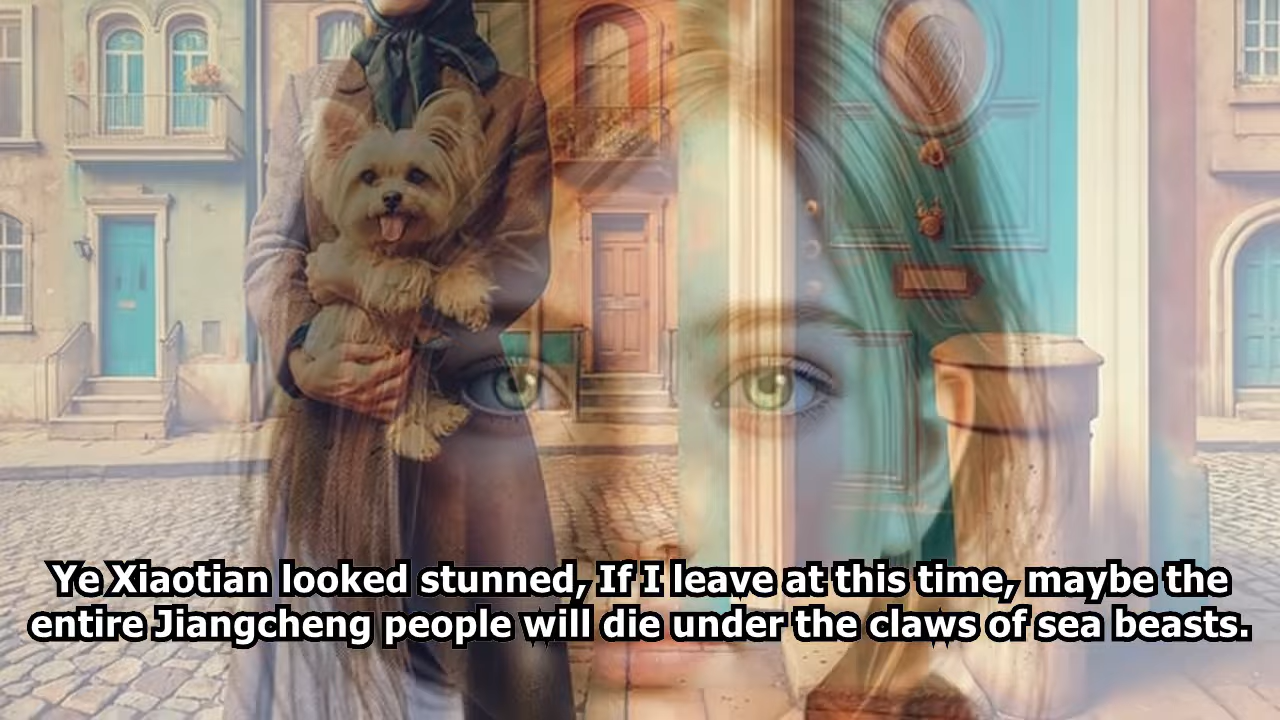 Ye Xiaotian looked stunned, If I leave at this time, maybe the
entire Jiangcheng people will die under the claws of sea beasts.